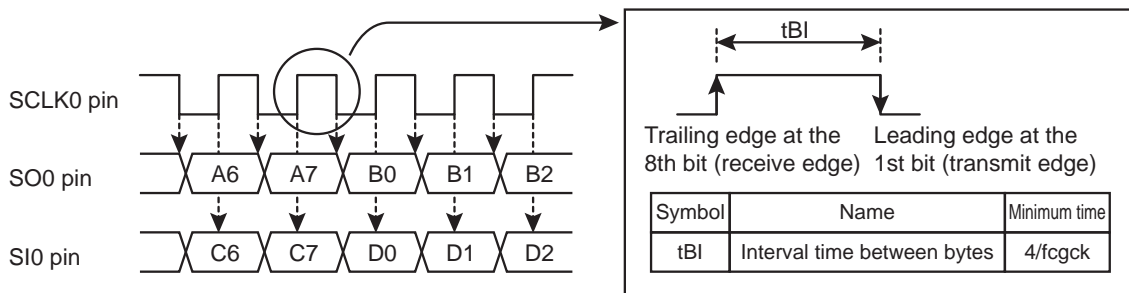 tBI
SCLK0 pin
Trailing edge at the
8th bit (receive edge)
Leading edge at the
1st bit (transmit edge)
SO0 pin
A6 A7 B0 B1 B2
SI0 pin
C6 C7 D0 D1 D2
Symbol Name Minimum time
tBI Interval time between bytes 4/fcgck